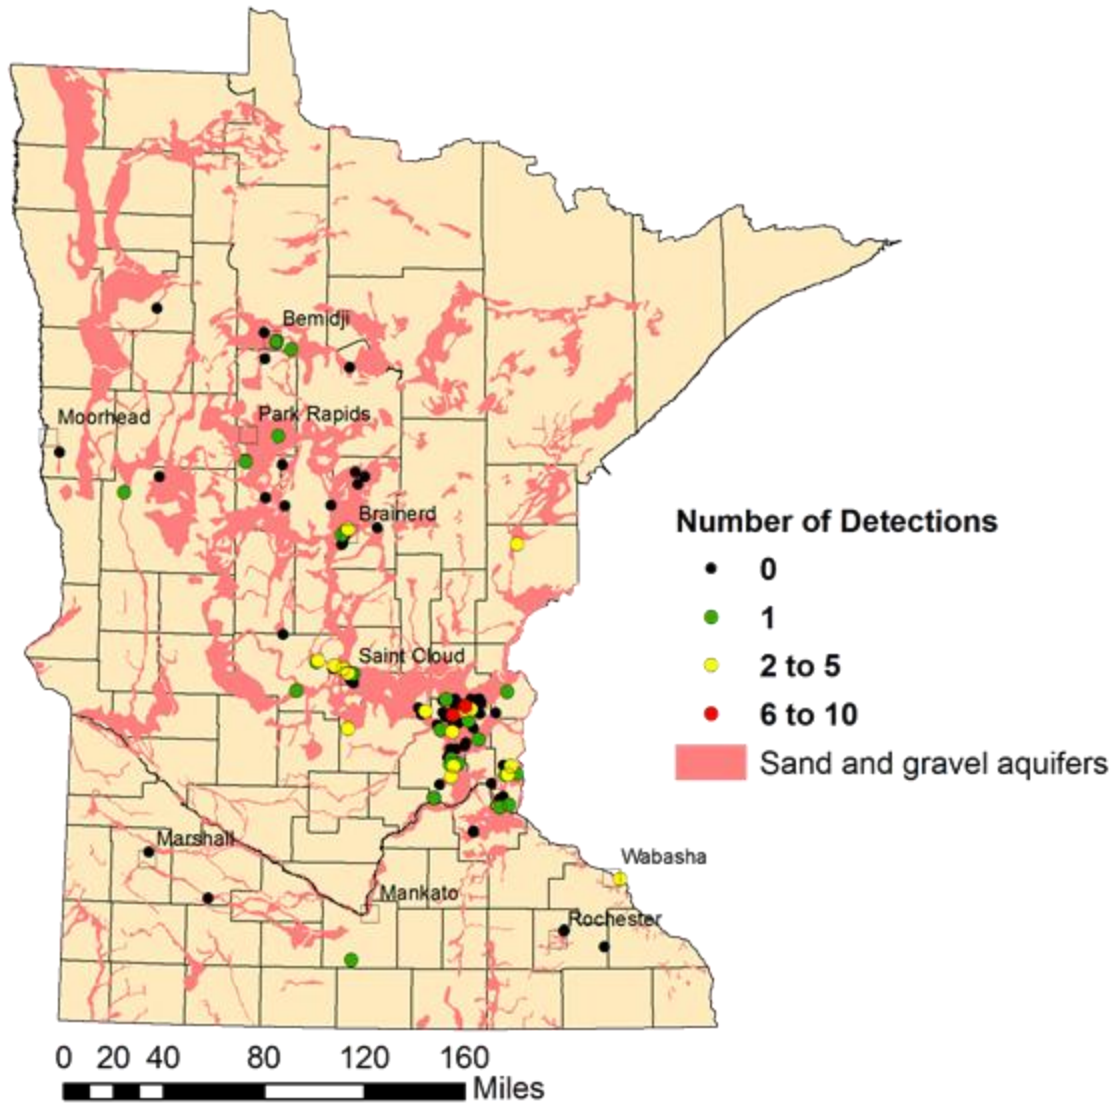 Bemidji
Moorhead
Park Rapids
Brainerd
Number of Detections
0
1
Saint Cloud
2 to 5
6 to 10
Sand and gravel aquifers
Marshall
Wabasha
Mankato
Rochester
0 20 40 80 120 160
Miles